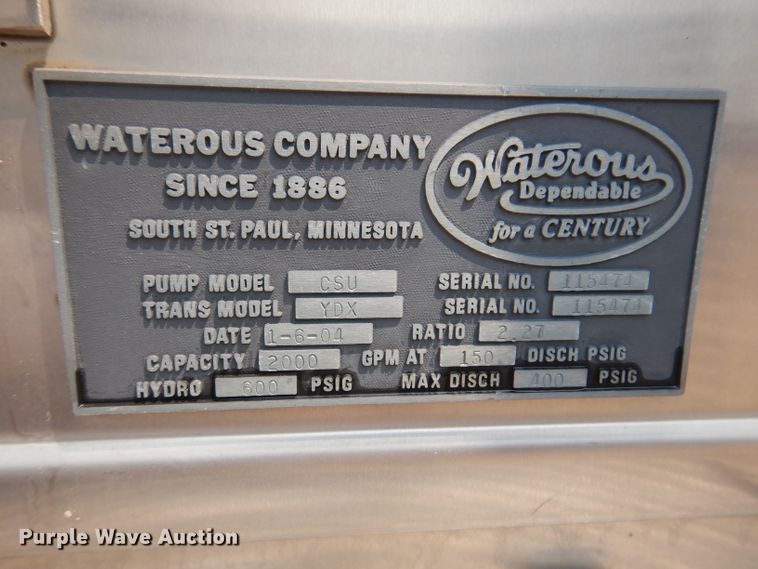 WATEROUS COMPANY
SINCE 1886
SOUTH ST. PAUL, MINNESOTA
Waterous
Dependable
for a CENTURY
PUMP MODEL CSU SERIAL NO. 115474
TRANS MODEL YDX SERIAL NO. 115474
DATE 1-6-04 RATIO 2.27
CAPACITY 2000 GPM AT 150 DISCH PSIG
HYDRO 600 PSIG MAX DISCH 400 PSIG
Purple Wave Auction